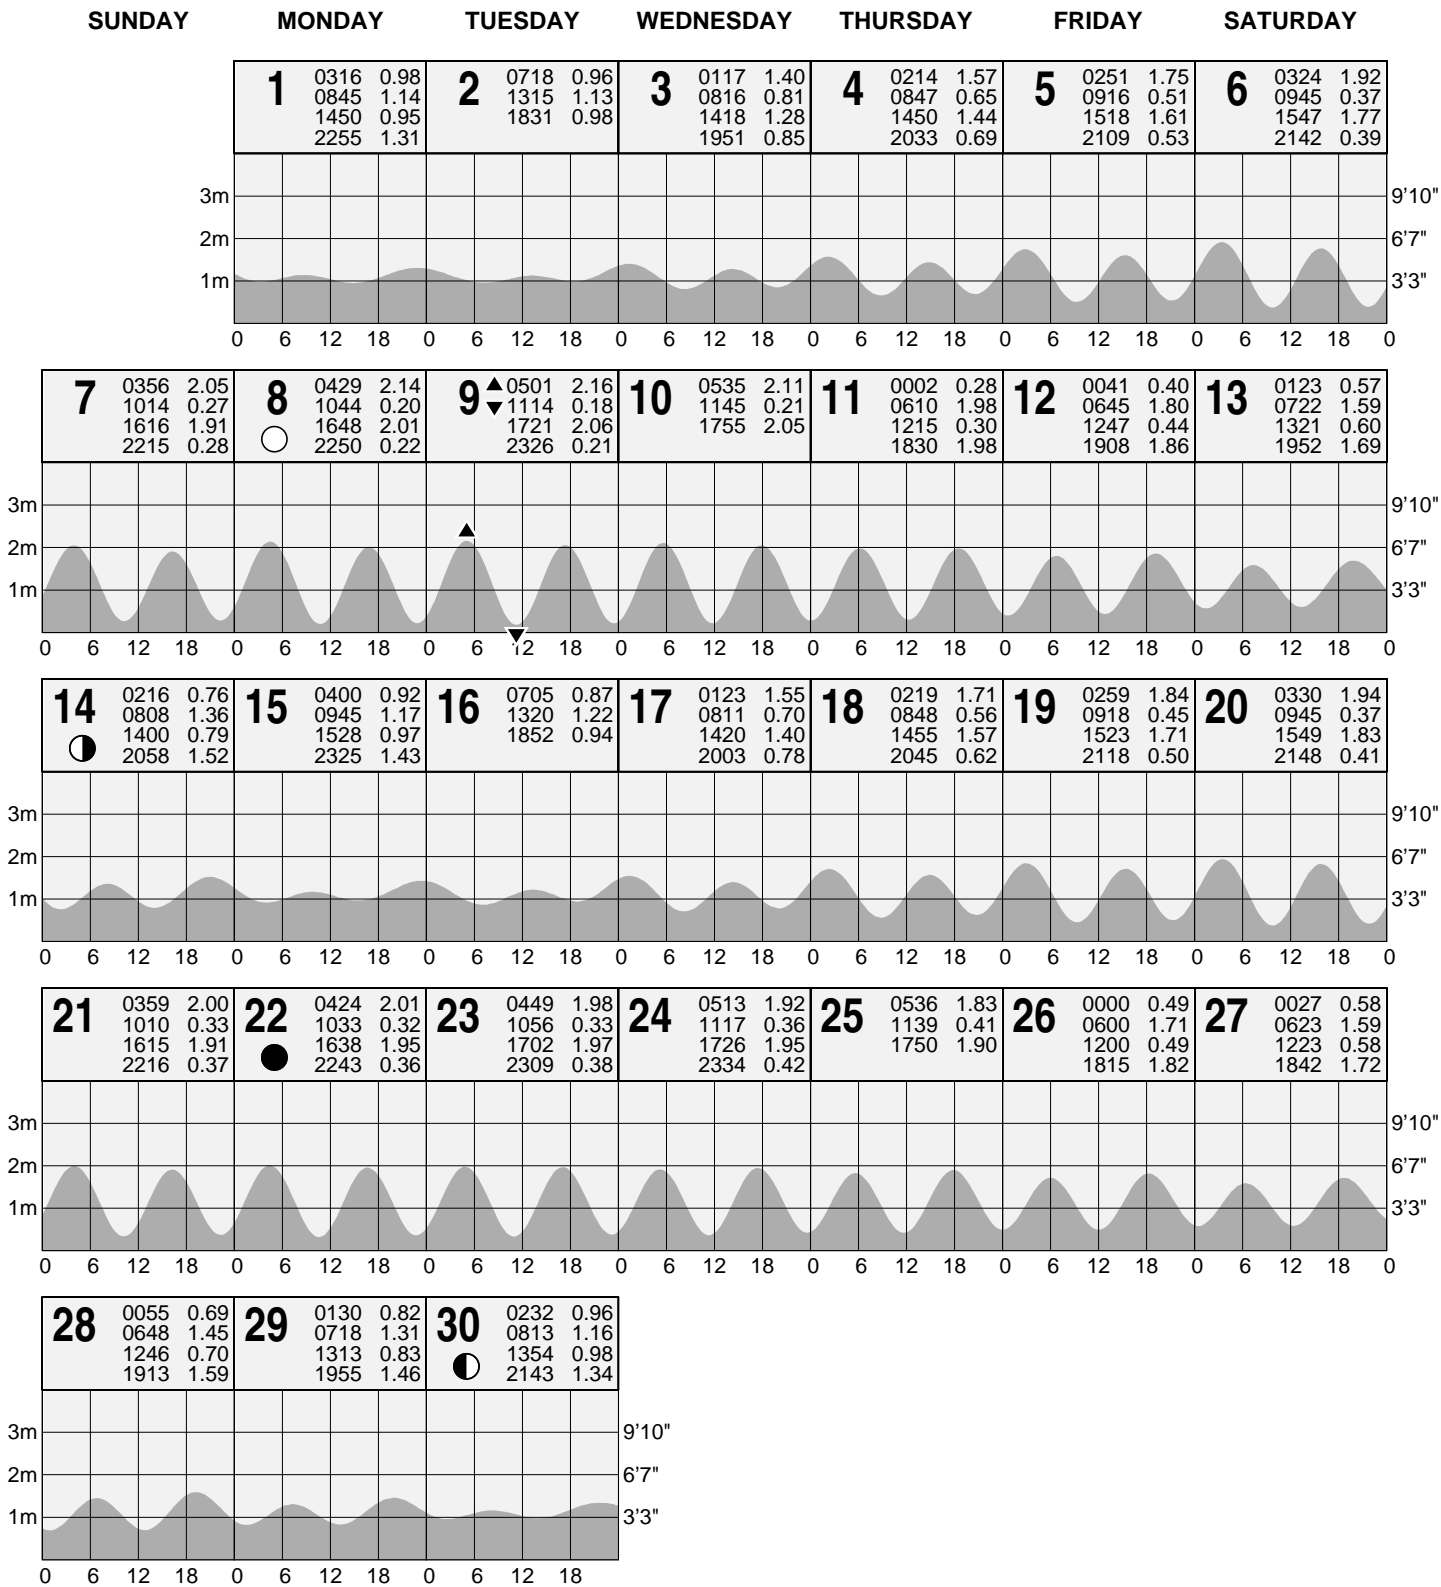 SUNDAY MONDAY TUESDAY WEDNESDAY THURSDAY FRIDAY SATURDAY
1 0316 0.98 2 0718 0.96 3 0117 1.40 4 0214 1.57 5 0251 1.75 6 0324 1.92
0845 1.14 1315 1.13 0816 0.81 0847 0.65 0916 0.51 0945 0.37
1450 0.95 1831 0.98 1418 1.28 1450 1.44 1518 1.61 1547 1.77
2255 1.31 1951 0.85 2033 0.69 2109 0.53 2142 0.39
3m 9'10"
2m 6'7"
1m 3'3"
0 6 12 18 0 6 12 18 0 6 12 18 0 6 12 18 0 6 12 18 0 6 12 18 0
7 0356 2.05 8 0429 2.14 9 0501 2.16 10 0535 2.11 11 0002 0.28 12 0041 0.40 13 0123 0.57
1014 0.27 1044 0.20 1114 0.18 1145 0.21 0610 1.98 0645 1.80 0722 1.59
1616 1.91 1648 2.01 1721 2.06 1755 2.05 1215 0.30 1247 0.44 1321 0.60
2215 0.28 2250 0.22 2326 0.21 1830 1.98 1908 1.86 1952 1.69
3m 9'10"
2m 6'7"
1m 3'3"
0 6 12 18 0 6 12 18 0 6 12 18 0 6 12 18 0 6 12 18 0 6 12 18 0 6 12 18 0
14 0216 0.76 15 0400 0.92 16 0705 0.87 17 0123 1.55 18 0219 1.71 19 0259 1.84 20 0330 1.94
0808 1.36 0945 1.17 1320 1.22 0811 0.70 0848 0.56 0918 0.45 0945 0.37
1400 0.79 1528 0.97 1852 0.94 1420 1.40 1455 1.57 1523 1.71 1549 1.83
2058 1.52 2325 1.43 2003 0.78 2045 0.62 2118 0.50 2148 0.41
3m 9'10"
2m 6'7"
1m 3'3"
0 6 12 18 0 6 12 18 0 6 12 18 0 6 12 18 0 6 12 18 0 6 12 18 0 6 12 18 0
21 0359 2.00 22 0424 2.01 23 0449 1.98 24 0513 1.92 25 0536 1.83 26 0000 0.49 27 0027 0.58
1010 0.33 1033 0.32 1056 0.33 1117 0.36 1139 0.41 0600 1.71 0623 1.59
1615 1.91 1638 1.95 1702 1.97 1726 1.95 1750 1.90 1200 0.49 1223 0.58
2216 0.37 2243 0.36 2309 0.38 2334 0.42 1815 1.82 1842 1.72
3m 9'10"
2m 6'7"
1m 3'3"
0 6 12 18 0 6 12 18 0 6 12 18 0 6 12 18 0 6 12 18 0 6 12 18 0 6 12 18 0
28 0055 0.69 29 0130 0.82 30 0232 0.96
0648 1.45 0718 1.31 0813 1.16
1246 0.70 1313 0.83 1354 0.98
1913 1.59 1955 1.46 2143 1.34
3m 9'10"
2m 6'7"
1m 3'3"
0 6 12 18 0 6 12 18 0 6 12 18